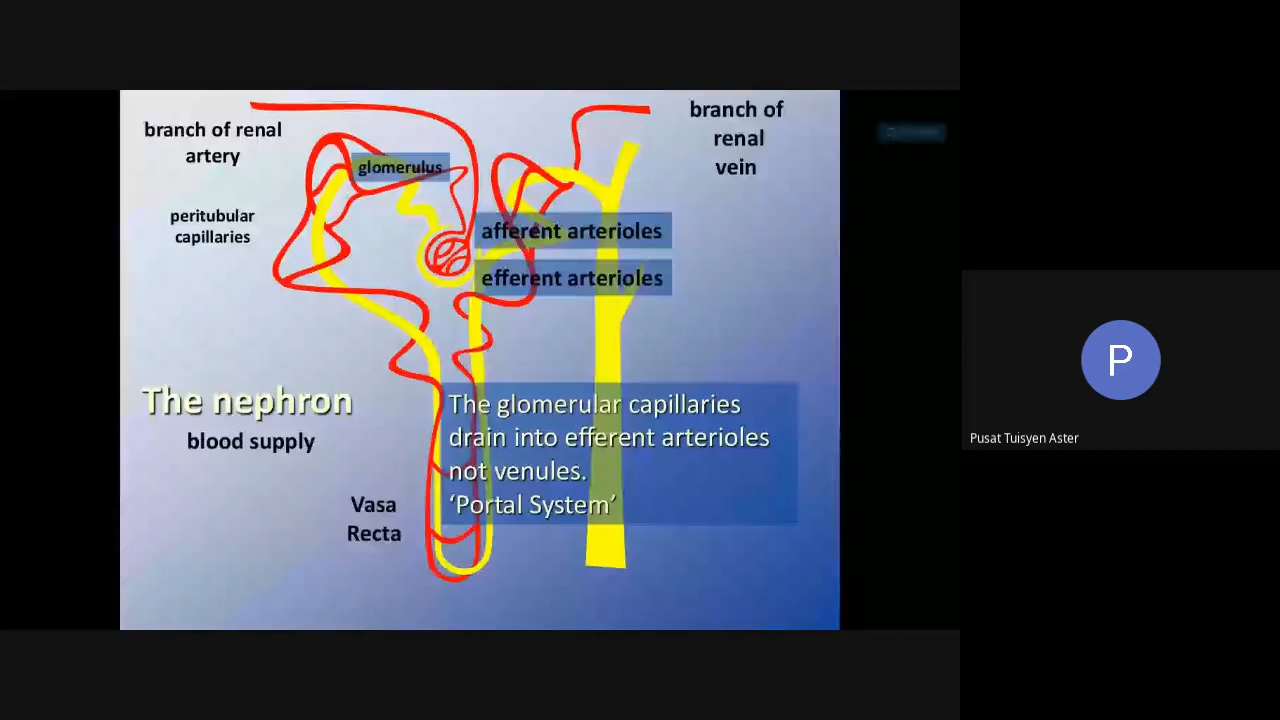 branch of renal
artery
glomerulus
branch of
renal
vein
peritubular
capillaries
afferent arterioles
efferent arterioles
The nephron
blood supply
The glomerular capillaries
drain into efferent arterioles
not venules.
‘Portal System’
Vasa
Recta
P
Pusat Tuisyen Aster